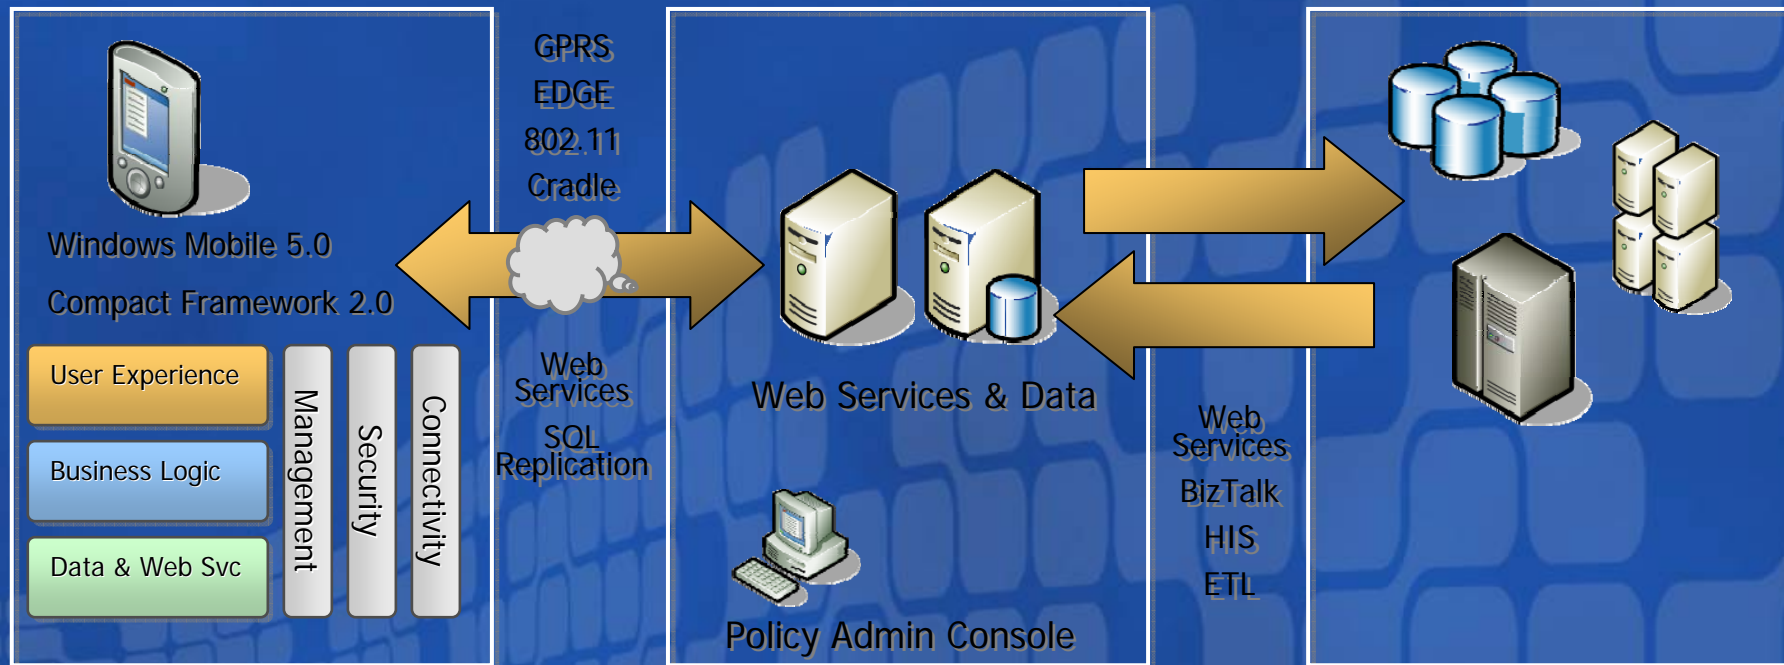 Windows Mobile 5.0
Compact Framework 2.0
User Experience
Business Logic
Data & Web Svc
Management
Security
Connectivity
GPRS
EDGE
802.11
Cradle
Web
Services
SQL
Replication
Web Services & Data
Policy Admin Console
Web
Services
BizTalk
HIS
ETL